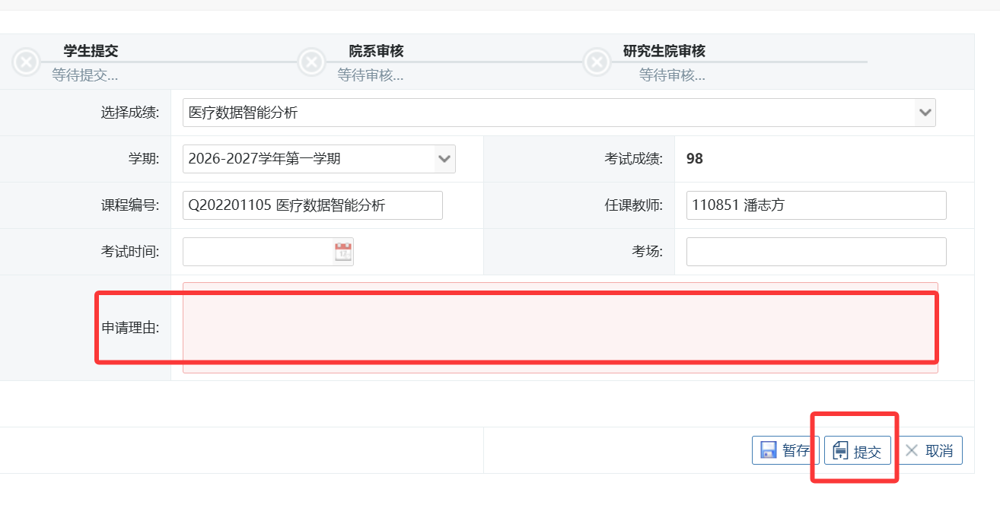 学生提交
等待提交...
院系审核
等待审核...
研究生院审核
等待审核...
选择成绩: 医疗数据智能分析
学期: 2026-2027学年第一学期 考试成绩: 98
课程编号: Q202201105 医疗数据智能分析 任课教师: 110851 潘志方
考试时间: 考场:
申请理由:
暂存 提交 取消